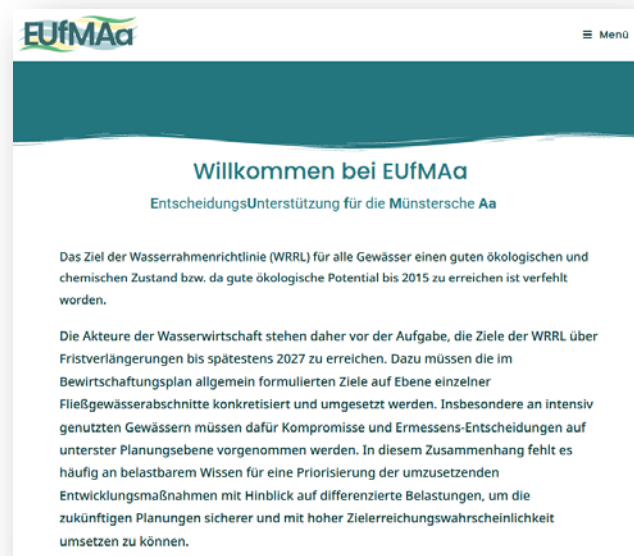 EUfMAa
≡ Menü
Willkommen bei EUfMAa
EntscheidungsUnterstützung für die Münstersche Aa
Das Ziel der Wasserrahmenrichtlinie (WRRL) für alle Gewässer einen guten ökologischen und
chemischen Zustand bzw. da gute ökologische Potential bis 2015 zu erreichen ist verfehlt
worden.
Die Akteure der Wasserwirtschaft stehen daher vor der Aufgabe, die Ziele der WRRL über
Fristverlängerungen bis spätestens 2027 zu erreichen. Dazu müssen die im
Bewirtschaftungsplan allgemein formulierten Ziele auf Ebene einzelner
Fließgewässerabschnitte konkretisiert und umgesetzt werden. Insbesondere an intensiv
genutzten Gewässern müssen dafür Kompromisse und Ermessens-Entscheidungen auf
unterster Planungsebene vorgenommen werden. In diesem Zusammenhang fehlt es
häufig an belastbarem Wissen für eine Priorisierung der umzusetzenden
Entwicklungsmaßnahmen mit Hinblick auf differenzierte Belastungen, um die
zukünftigen Planungen sicherer und mit hoher Zielerreichungswahrscheinlichkeit
umsetzen zu können.